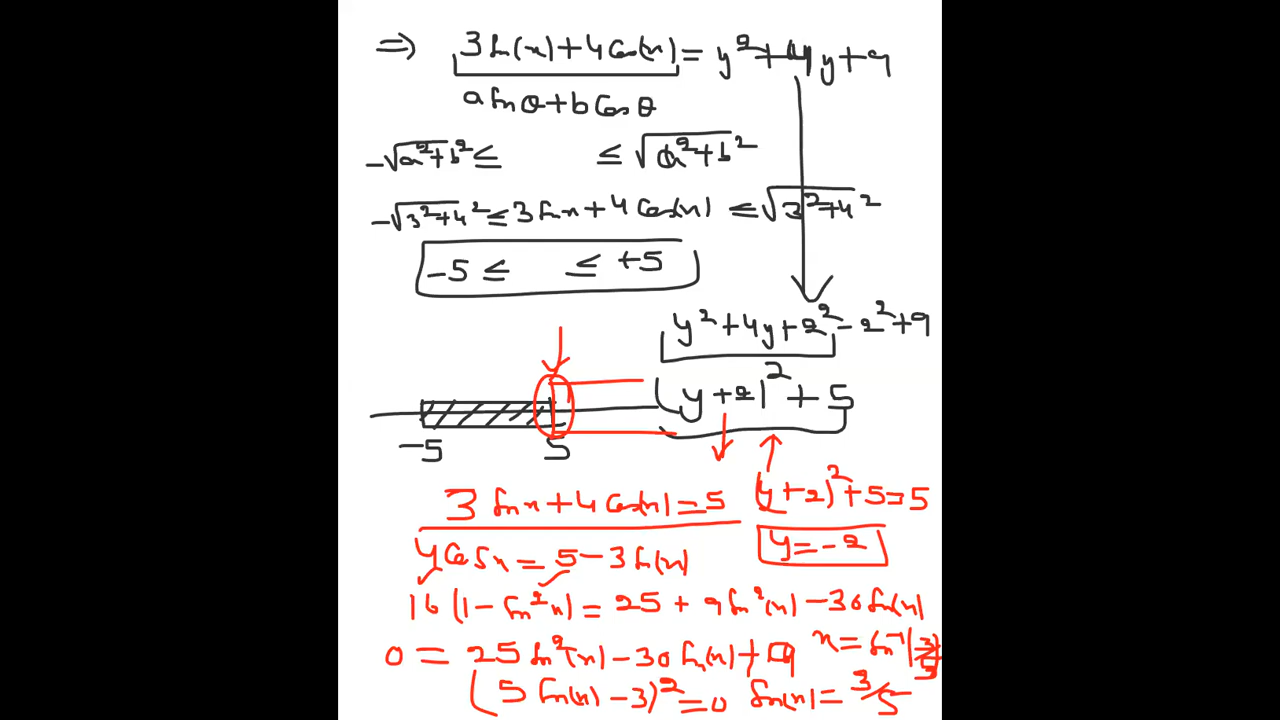 ⇒ 3 sin(x) + 4 cos(x) = y² + 4y + 9
a sin θ + b cos θ
-√a²+b² ≤ ≤ √a²+b²
-√3²+4² ≤ 3 sin x + 4 cos(x) ≤ √3²+4²
-5 ≤ ≤ +5
y² + 4y + 2² - 2² + 9
(y + 2)² + 5
-5 5
3 sin x + 4 cos(x) = 5 (y + 2)² + 5 = 5
4 cos x = 5 - 3 sin(x) y = -2
16 (1 - sin² x) = 25 + 9 sin²(x) - 30 sin(x)
0 = 25 sin²(x) - 30 sin(x) + 9 x = sin⁻¹(3/5)
(5 sin(x) - 3)² = 0 sin(x) = 3/5